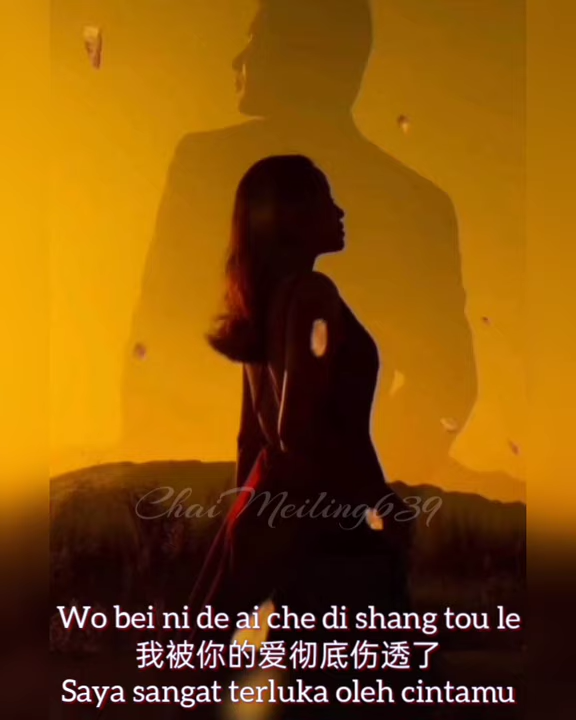 ChaiMeiling639
Wo bei ni de ai che di shang tou le
我被你的爱彻底伤透了
Saya sangat terluka oleh cintamu